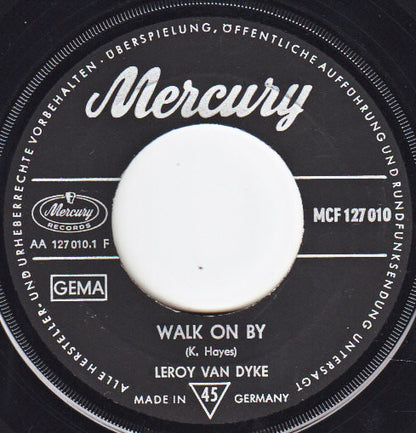 ALLE HERSTELLER- UND URHEBERRECHTE VORBEHALTEN · ÜBERSPIELUNG, ÖFFENTLICHE AUFFÜHRUNG UND RUNDFUNKSENDUNG UNTERSAGT
Mercury
Mercury
RECORDS
MCF 127 010
AA 127 010.1 F
GEMA
WALK ON BY
(K. Hayes)
LEROY VAN DYKE
MADE IN 45 GERMANY